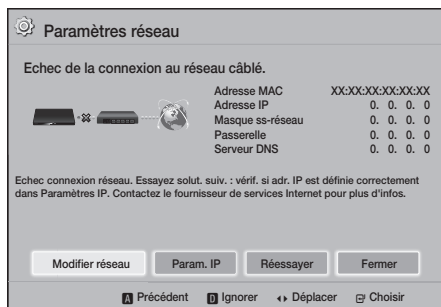 Paramètres réseau
Echec de la connexion au réseau câblé.
Adresse MAC XX:XX:XX:XX:XX:XX
Adresse IP 0. 0. 0. 0
Masque ss-réseau 0. 0. 0. 0
Passerelle 0. 0. 0. 0
Serveur DNS 0. 0. 0. 0
Echec connexion réseau. Essayez solut. suiv. : vérif. si adr. IP est définie correctement
dans Paramètres IP. Contactez le fournisseur de services Internet pour plus d'infos.
Modifier réseau Param. IP Réessayer Fermer
A Précédent D Ignorer Déplacer Choisir